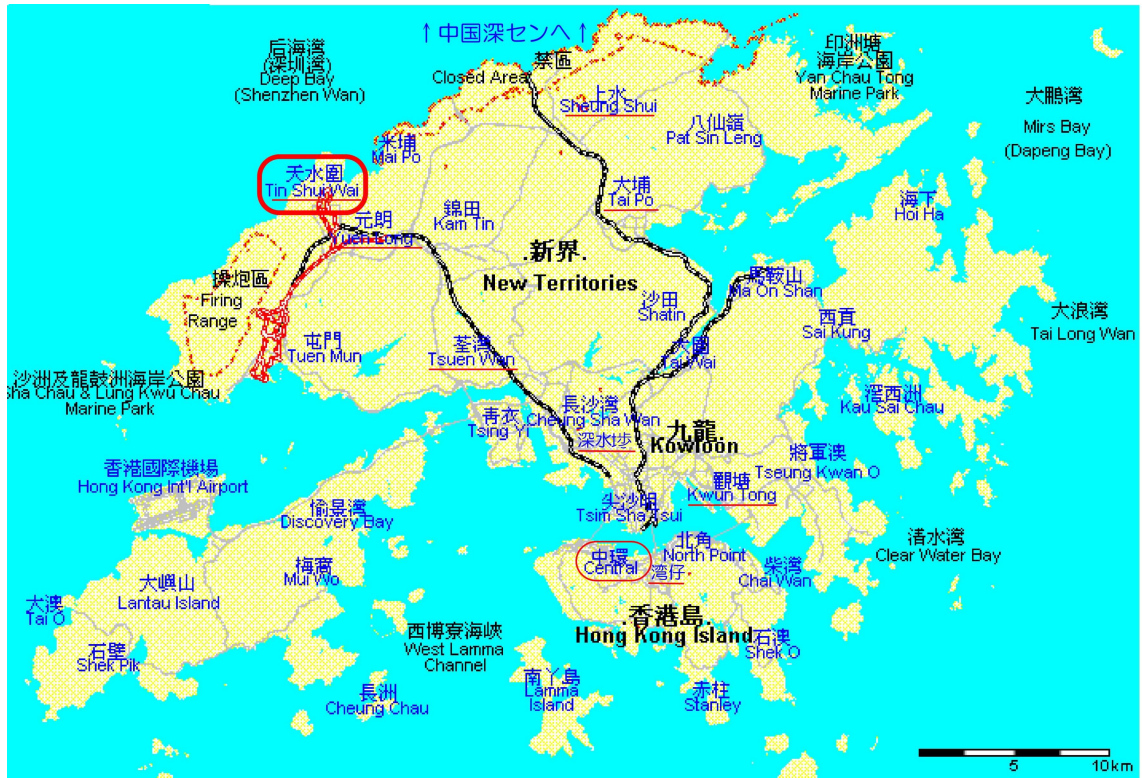 ↑中国深センへ↑
后海灣
(深圳灣)
Deep Bay
(Shenzhen Wan)
禁區
Closed Area
印洲塘
海岸公園
Yan Chau Tong
Marine Park
上水
Sheung Shui
大鵬灣
Mirs Bay
(Dapeng Bay)
八仙嶺
Pat Sin Leng
米埔
Mai Po
天水圍
Tin Shui Wai
大埔
Tai Po
海下
Hoi Ha
元朗
Yuen Long
錦田
Kam Tin
.新界.
New Territories
操炮區
Firing
Range
馬鞍山
Ma On Shan
沙田
Shatin
西貢
Sai Kung
大浪灣
Tai Long Wan
屯門
Tuen Mun
荃灣
Tsuen Wan
大圍
Tai Wai
沙洲及龍鼓洲海岸公園
Sha Chau & Lung Kwu Chau
Marine Park
滘西洲
Kau Sai Chau
青衣
Tsing Yi
長沙灣
Cheung Sha Wan
深水埗
九龍.
Kowloon
將軍澳
Tseung Kwan O
香港國際機場
Hong Kong Int'l Airport
觀塘
Kwun Tong
愉景灣
Discovery Bay
尖沙咀
Tsim Sha Tsui
清水灣
Clear Water Bay
北角
North Point
中環
Central
湾仔
柴灣
Chai Wan
梅窩
Mui Wo
大嶼山
Lantau Island
大澳
Tai O
.香港島.
Hong Kong Island
西博寮海峽
West Lamma
Channel
石澳
Shek O
石壁
Shek Pik
南丫島
Lamma
Island
長洲
Cheung Chau
赤柱
Stanley
5 10km